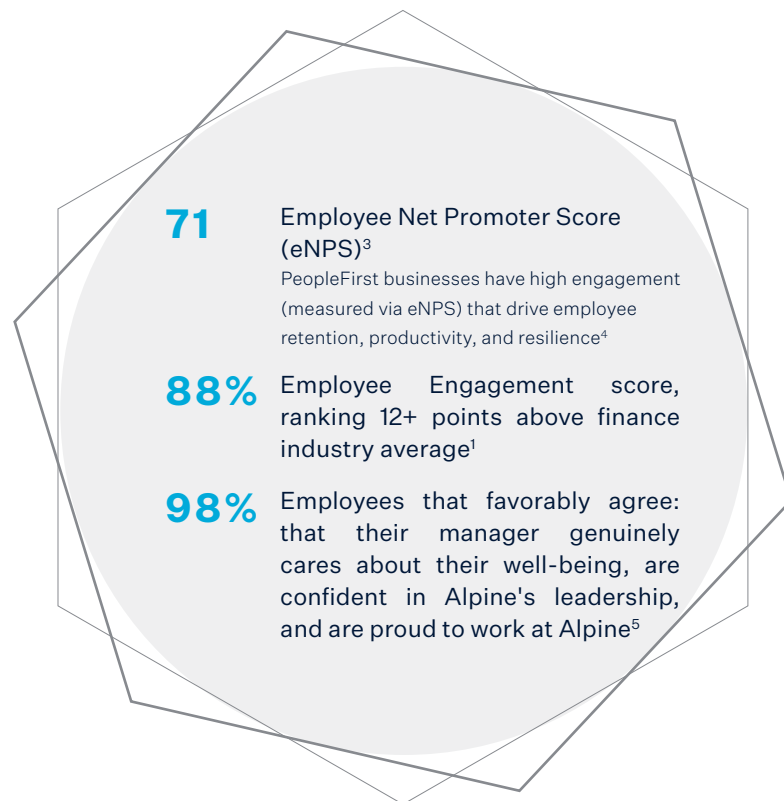 71
Employee Net Promoter Score
(eNPS)³
PeopleFirst businesses have high engagement
(measured via eNPS) that drive employee
retention, productivity, and resilience⁴
88%
Employee Engagement score,
ranking 12+ points above finance
industry average¹
98%
Employees that favorably agree:
that their manager genuinely
cares about their well-being, are
confident in Alpine's leadership,
and are proud to work at Alpine⁵